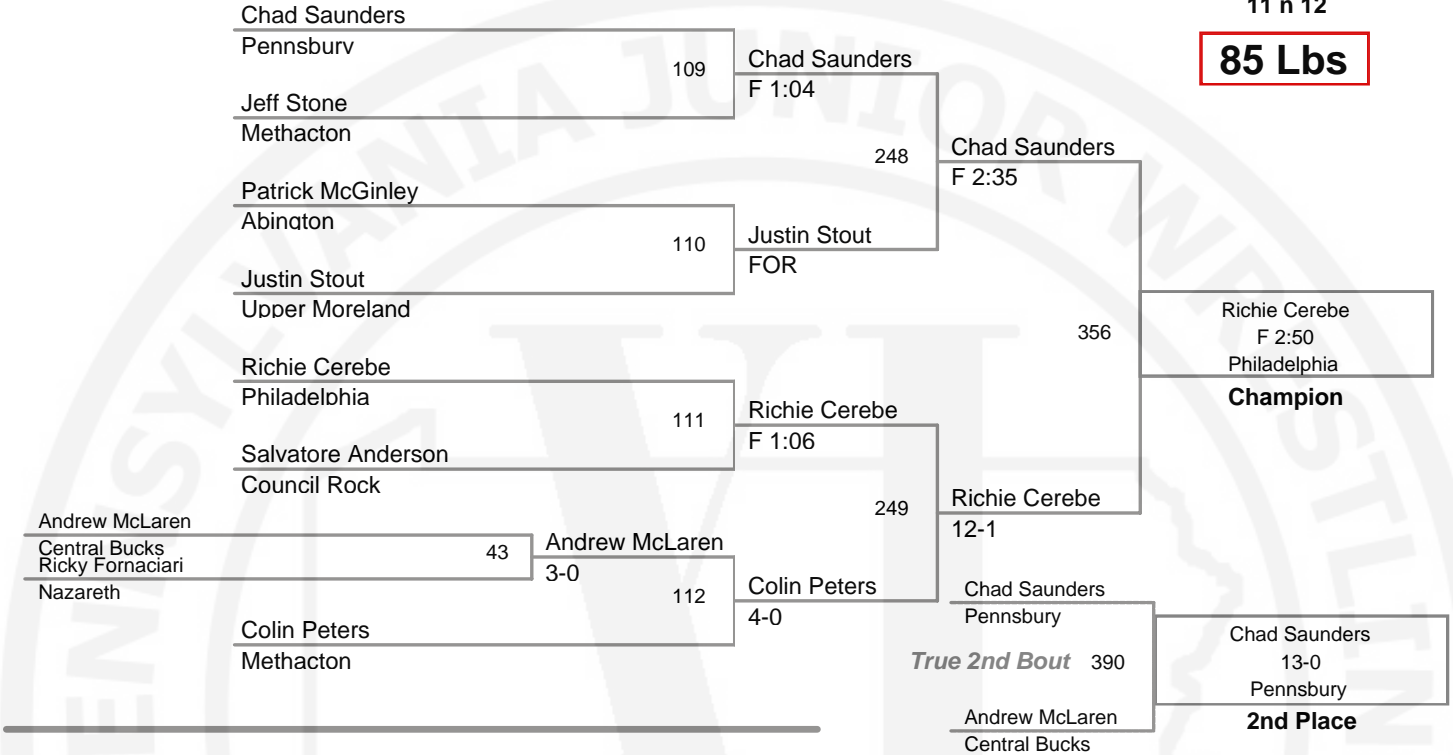 11 n 12
85 Lbs
Chad Saunders
Pennsbury
109
Jeff Stone
Methacton
Chad Saunders
F 1:04
248
Patrick McGinley
Abington
110
Justin Stout
Upper Moreland
Justin Stout
FOR
Chad Saunders
F 2:35
356
Richie Cerebe
Philadelphia
111
Salvatore Anderson
Council Rock
Richie Cerebe
F 1:06
249
Andrew McLaren
Central Bucks
43
Ricky Fornaciari
Nazareth
Andrew McLaren
3-0
112
Colin Peters
Methacton
Colin Peters
4-0
Richie Cerebe
12-1
Richie Cerebe
F 2:50
Philadelphia
Champion
Chad Saunders
Pennsbury
True 2nd Bout 390
Andrew McLaren
Central Bucks
Chad Saunders
13-0
Pennsbury
2nd Place
PENNSYLVANIA JUNIOR WRESTLIN